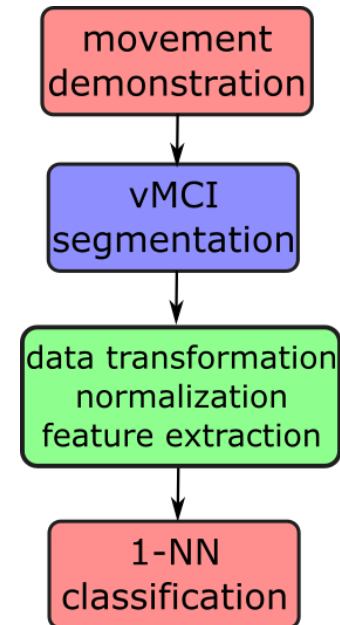 movement
demonstration
vMCI
segmentation
data transformation
normalization
feature extraction
1-NN
classification